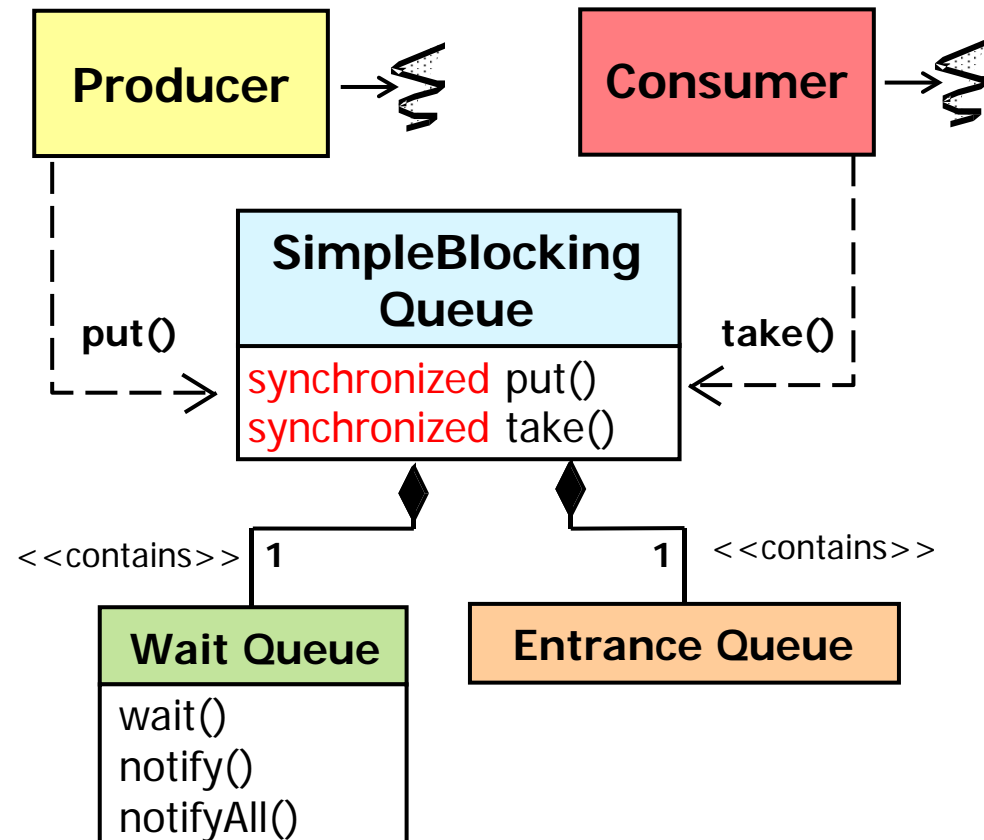 Producer
Consumer
SimpleBlocking
Queue
put()
take()
synchronized put()
synchronized take()
<<contains>>
1
1
<<contains>>
Wait Queue
Entrance Queue
wait()
notify()
notifyAll()